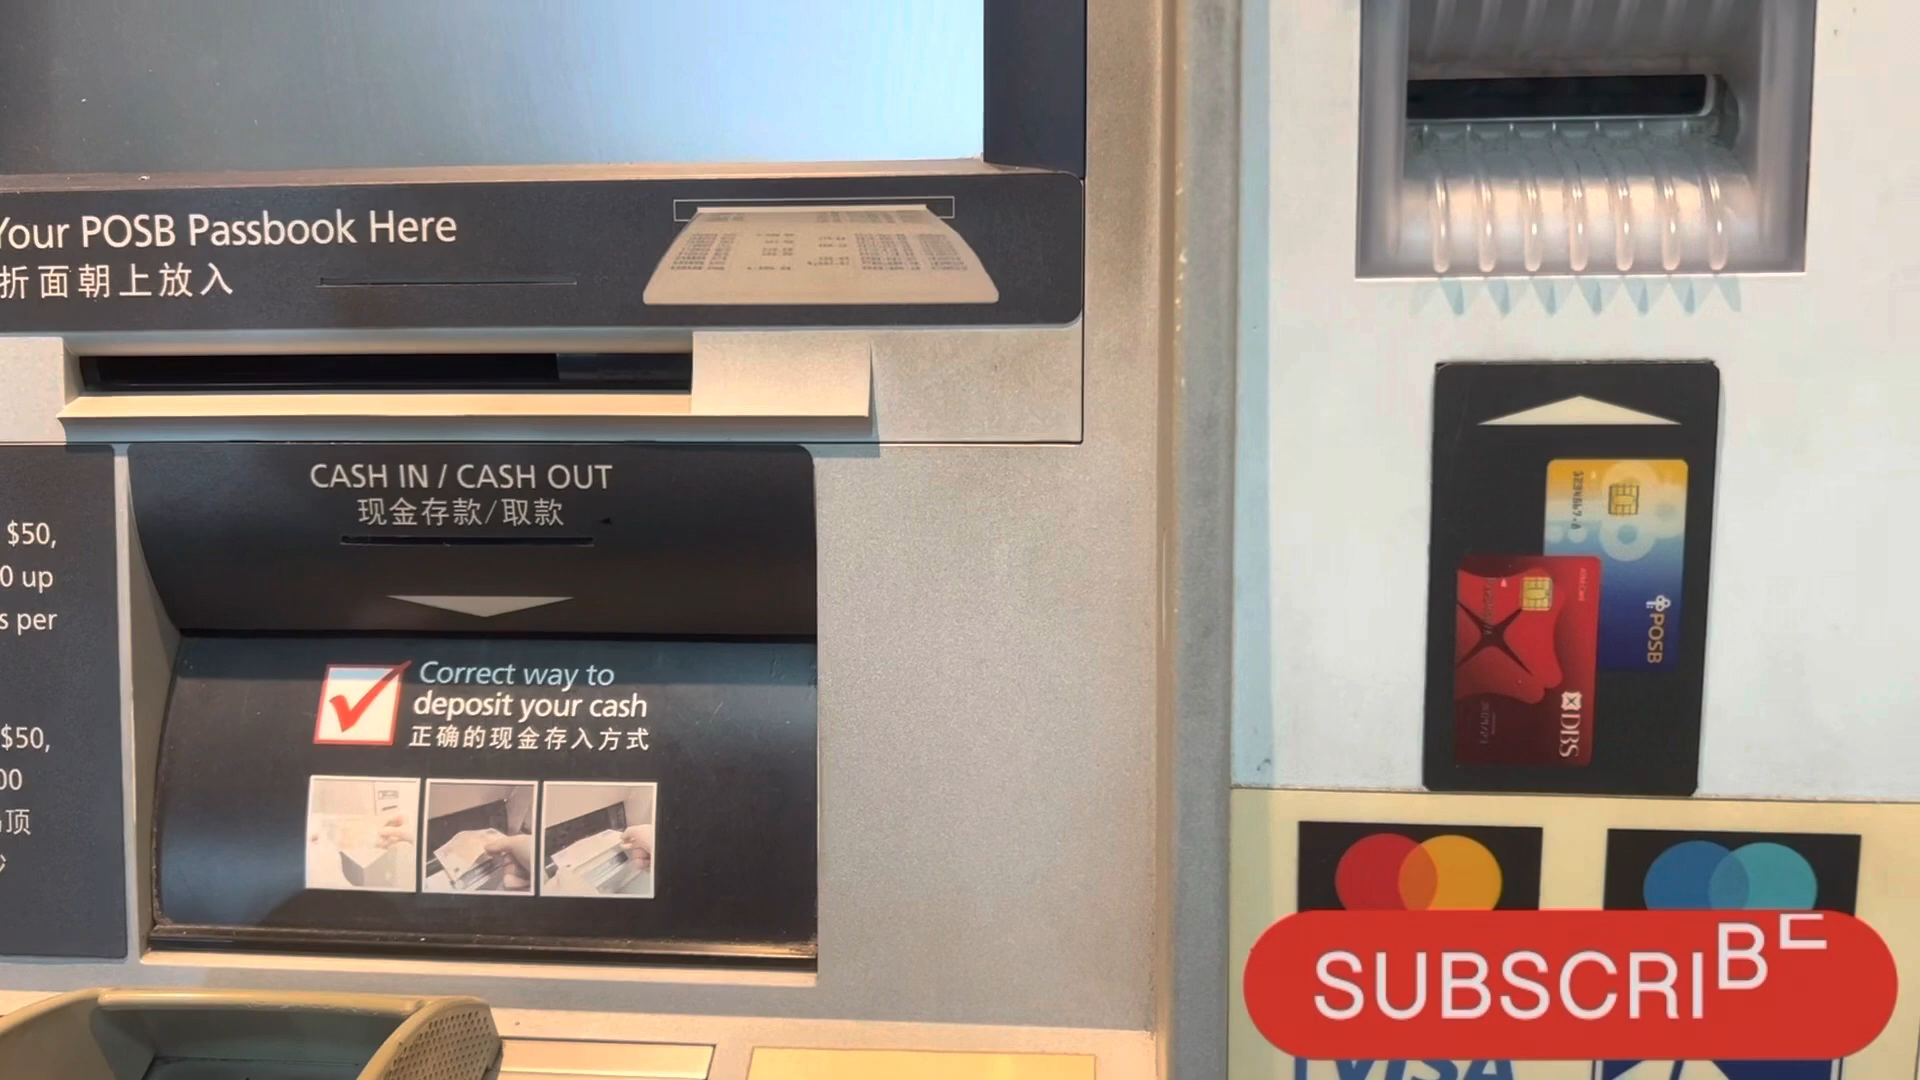 Your POSB Passbook Here
折面朝上放入
CASH IN / CASH OUT
现金存款/取款
$50,
0 up
s per
$50,
00
顶
Correct way to
deposit your cash
正确的现金存入方式
POSB
DBS
SUBSCRIBE
VISA